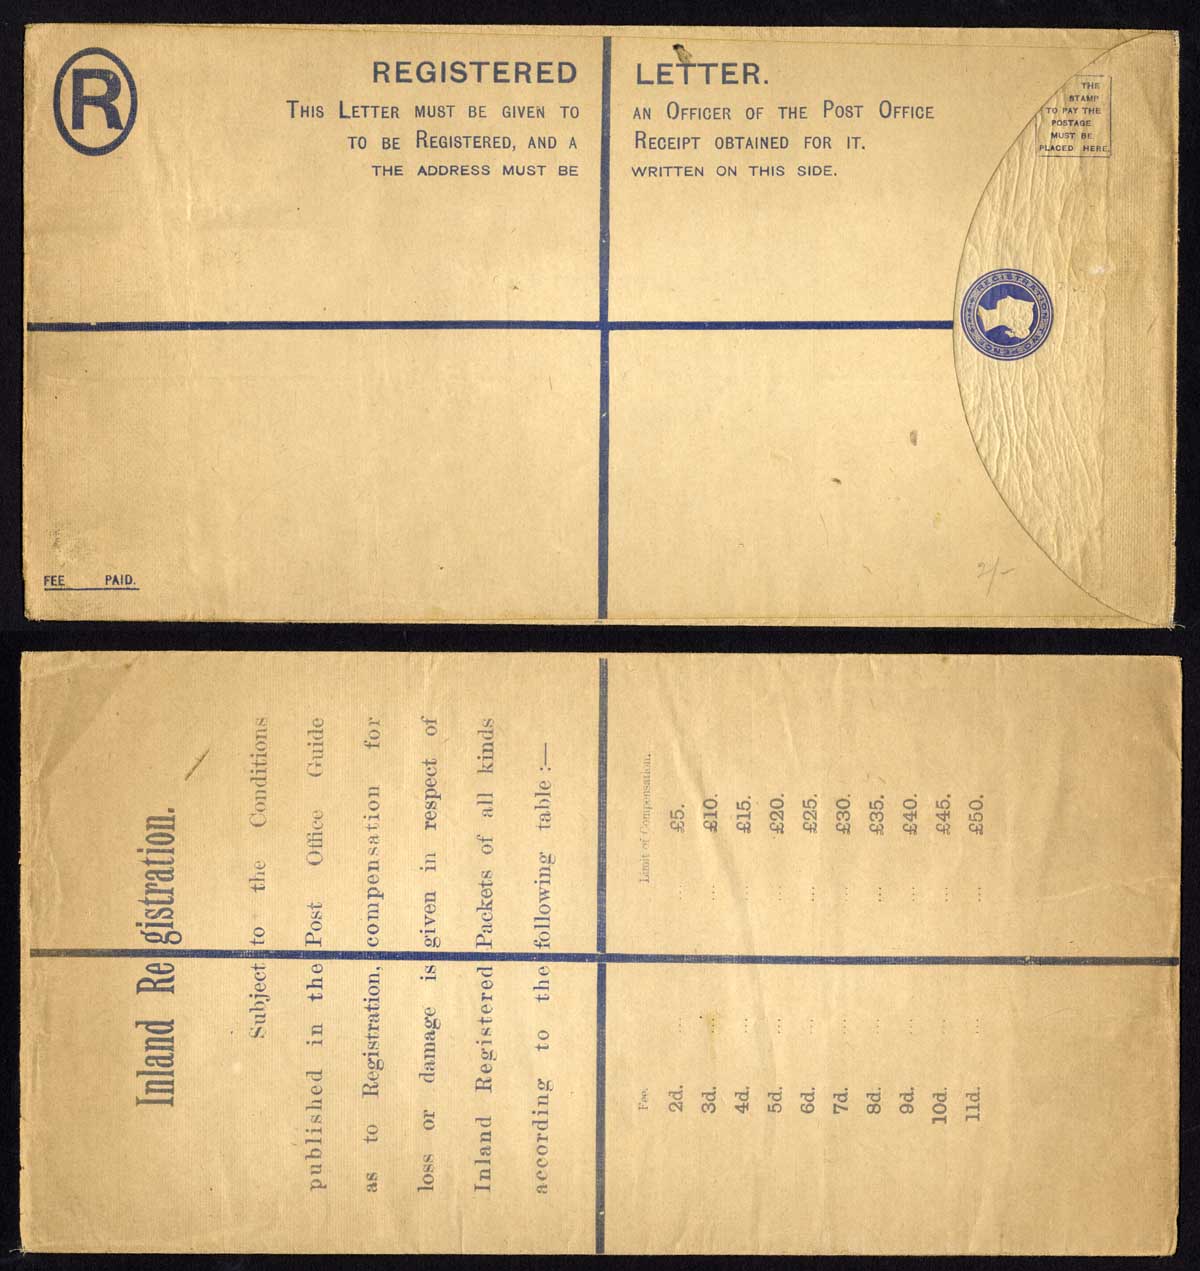 R
REGISTERED LETTER.
THIS LETTER MUST BE GIVEN TO AN OFFICER OF THE POST OFFICE
TO BE REGISTERED, AND A RECEIPT OBTAINED FOR IT.
THE ADDRESS MUST BE WRITTEN ON THIS SIDE.
THE
STAMP
TO PAY THE
POSTAGE
MUST BE
PLACED HERE.
REGISTRATION TWO PENCE
2/-
FEE PAID.
Inland Registration.
Subject to the Conditions
published in the Post Office Guide
as to Registration, compensation for
loss or damage is given in respect of
Inland Registered Packets of all kinds
according to the following table :—
Fee. Limit of Compensation.
2d. ... ... £5.
3d. ... ... £10.
4d. ... ... £15.
5d. ... ... £20.
6d. ... ... £25.
7d. ... ... £30.
8d. ... ... £35.
9d. ... ... £40.
10d. ... ... £45.
11d. ... ... £50.